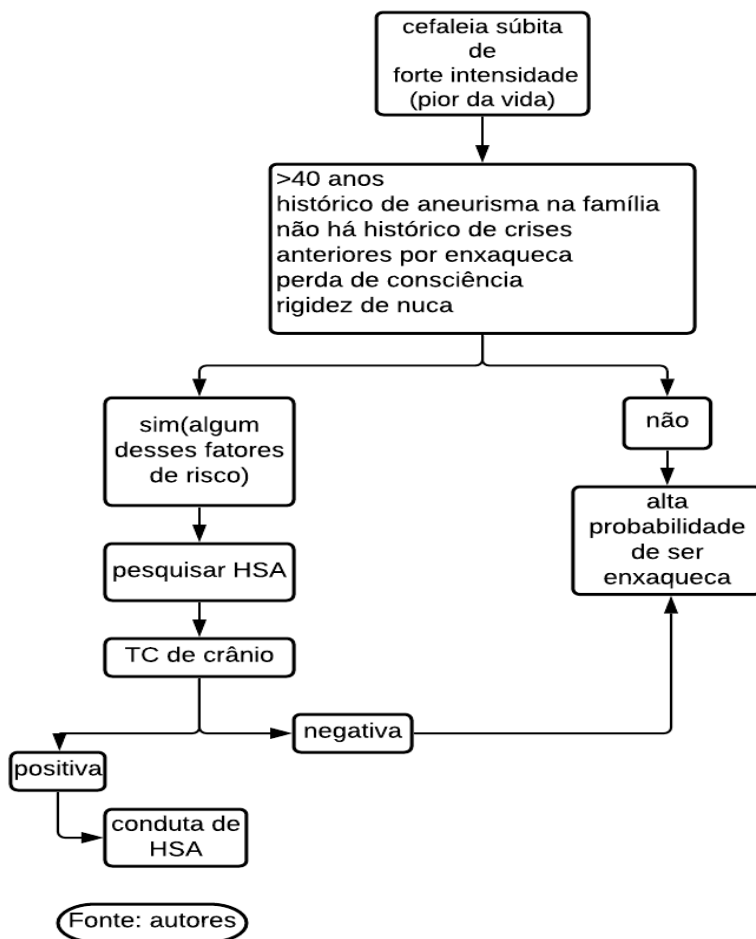 cefaleia súbita
de
forte intensidade
(pior da vida)
>40 anos
histórico de aneurisma na família
não há histórico de crises
anteriores por enxaqueca
perda de consciência
rigidez de nuca
sim(algum
desses fatores
de risco)
não
pesquisar HSA
alta
probabilidade
de ser
enxaqueca
TC de crânio
negativa
positiva
conduta de
HSA
Fonte: autores